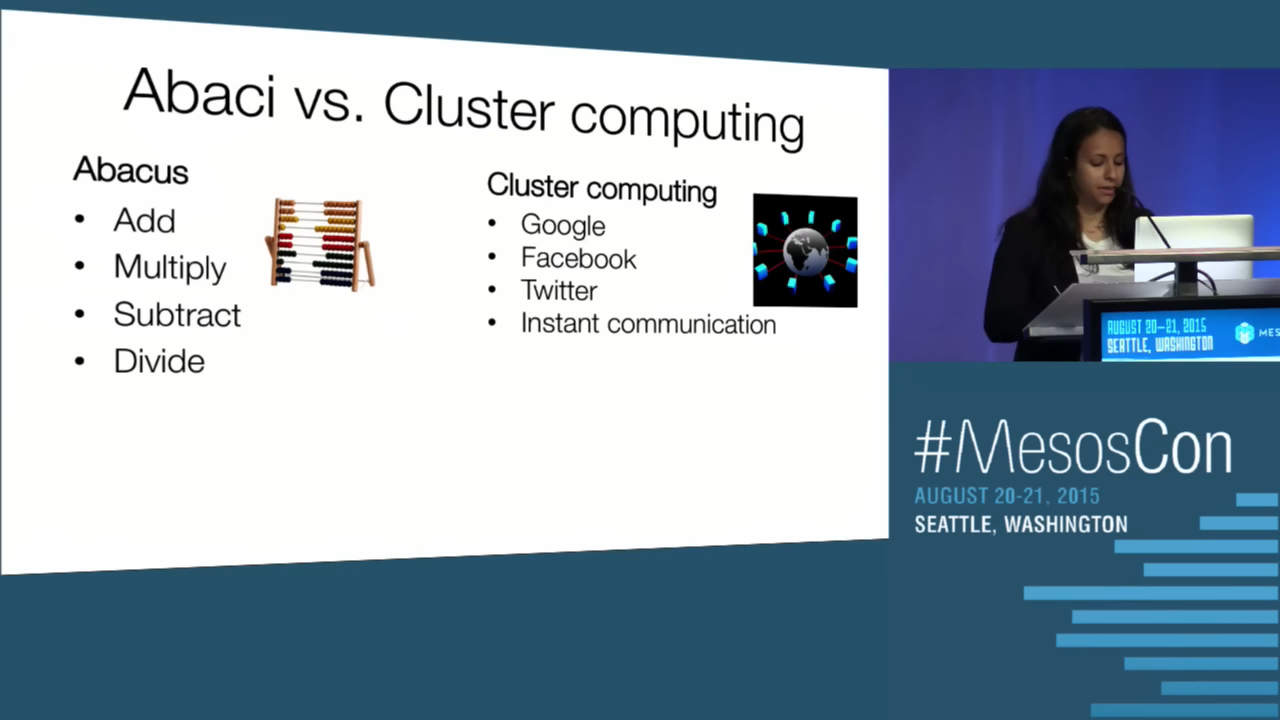 Abaci vs. Cluster computing
Abacus
• Add
• Multiply
• Subtract
• Divide
Cluster computing
• Google
• Facebook
• Twitter
• Instant communication
AUGUST 20–21, 2015
SEATTLE, WASHINGTON
MES
#MesosCon
AUGUST 20-21, 2015
SEATTLE, WASHINGTON